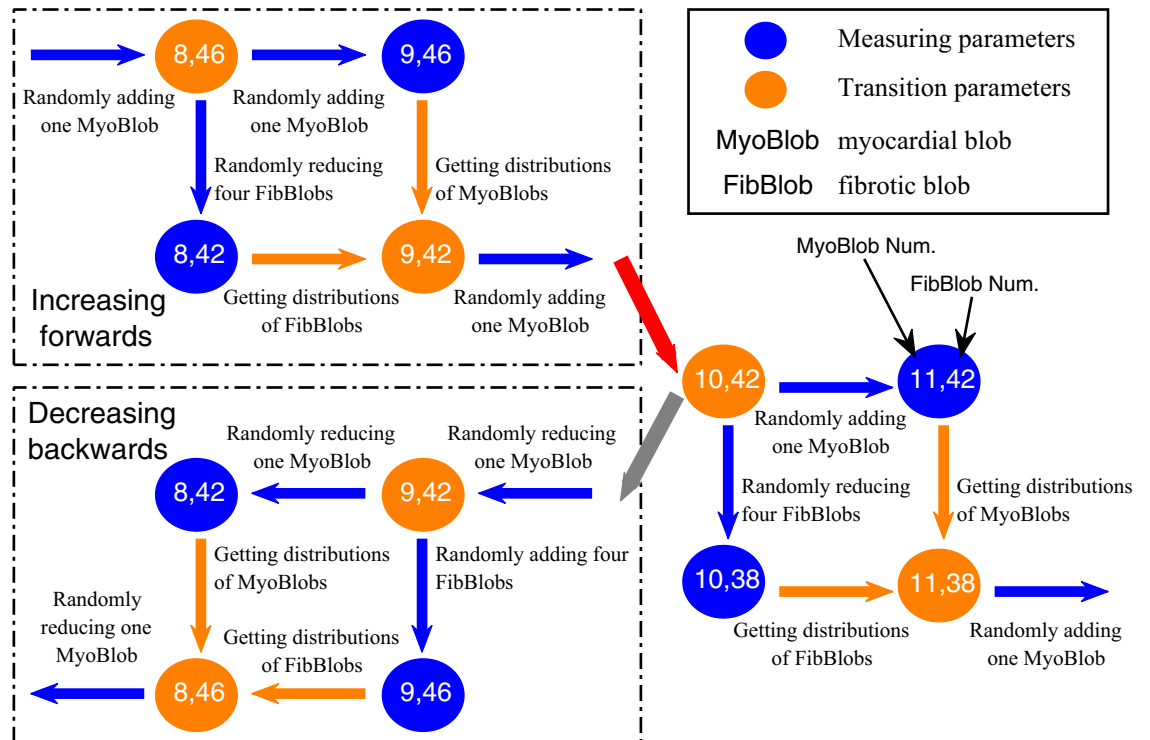 8,46
9,46
Randomly adding
one MyoBlob
Randomly adding
one MyoBlob
Randomly reducing
four FibBlobs
Getting distributions
of MyoBlobs
8,42
9,42
Getting distributions
of FibBlobs
Randomly adding
one MyoBlob
Increasing
forwards
Measuring parameters
Transition parameters
MyoBlob myocardial blob
FibBlob fibrotic blob
MyoBlob Num.
FibBlob Num.
10,42
11,42
Randomly adding
one MyoBlob
Randomly reducing
four FibBlobs
Getting distributions
of MyoBlobs
10,38
11,38
Getting distributions
of FibBlobs
Randomly adding
one MyoBlob
Decreasing
backwards
Randomly reducing
one MyoBlob
Randomly reducing
one MyoBlob
8,42
9,42
Getting distributions
of MyoBlobs
Randomly adding four
FibBlobs
Randomly
reducing one
MyoBlob
Getting distributions
of FibBlobs
8,46
9,46